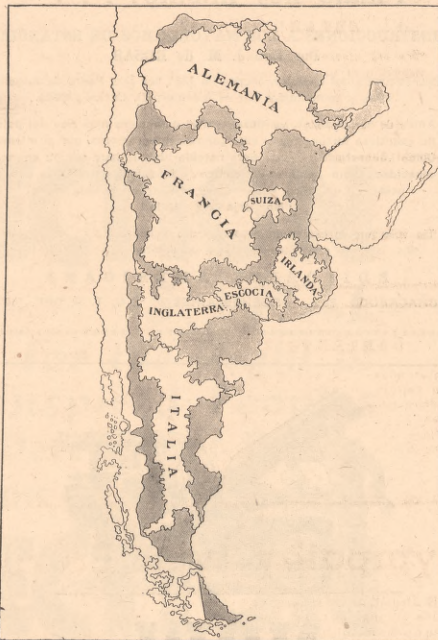 ALEMANIA
FRANCIA
SUIZA
IRLANDA
ESCOCIA
INGLATERRA
ITALIA